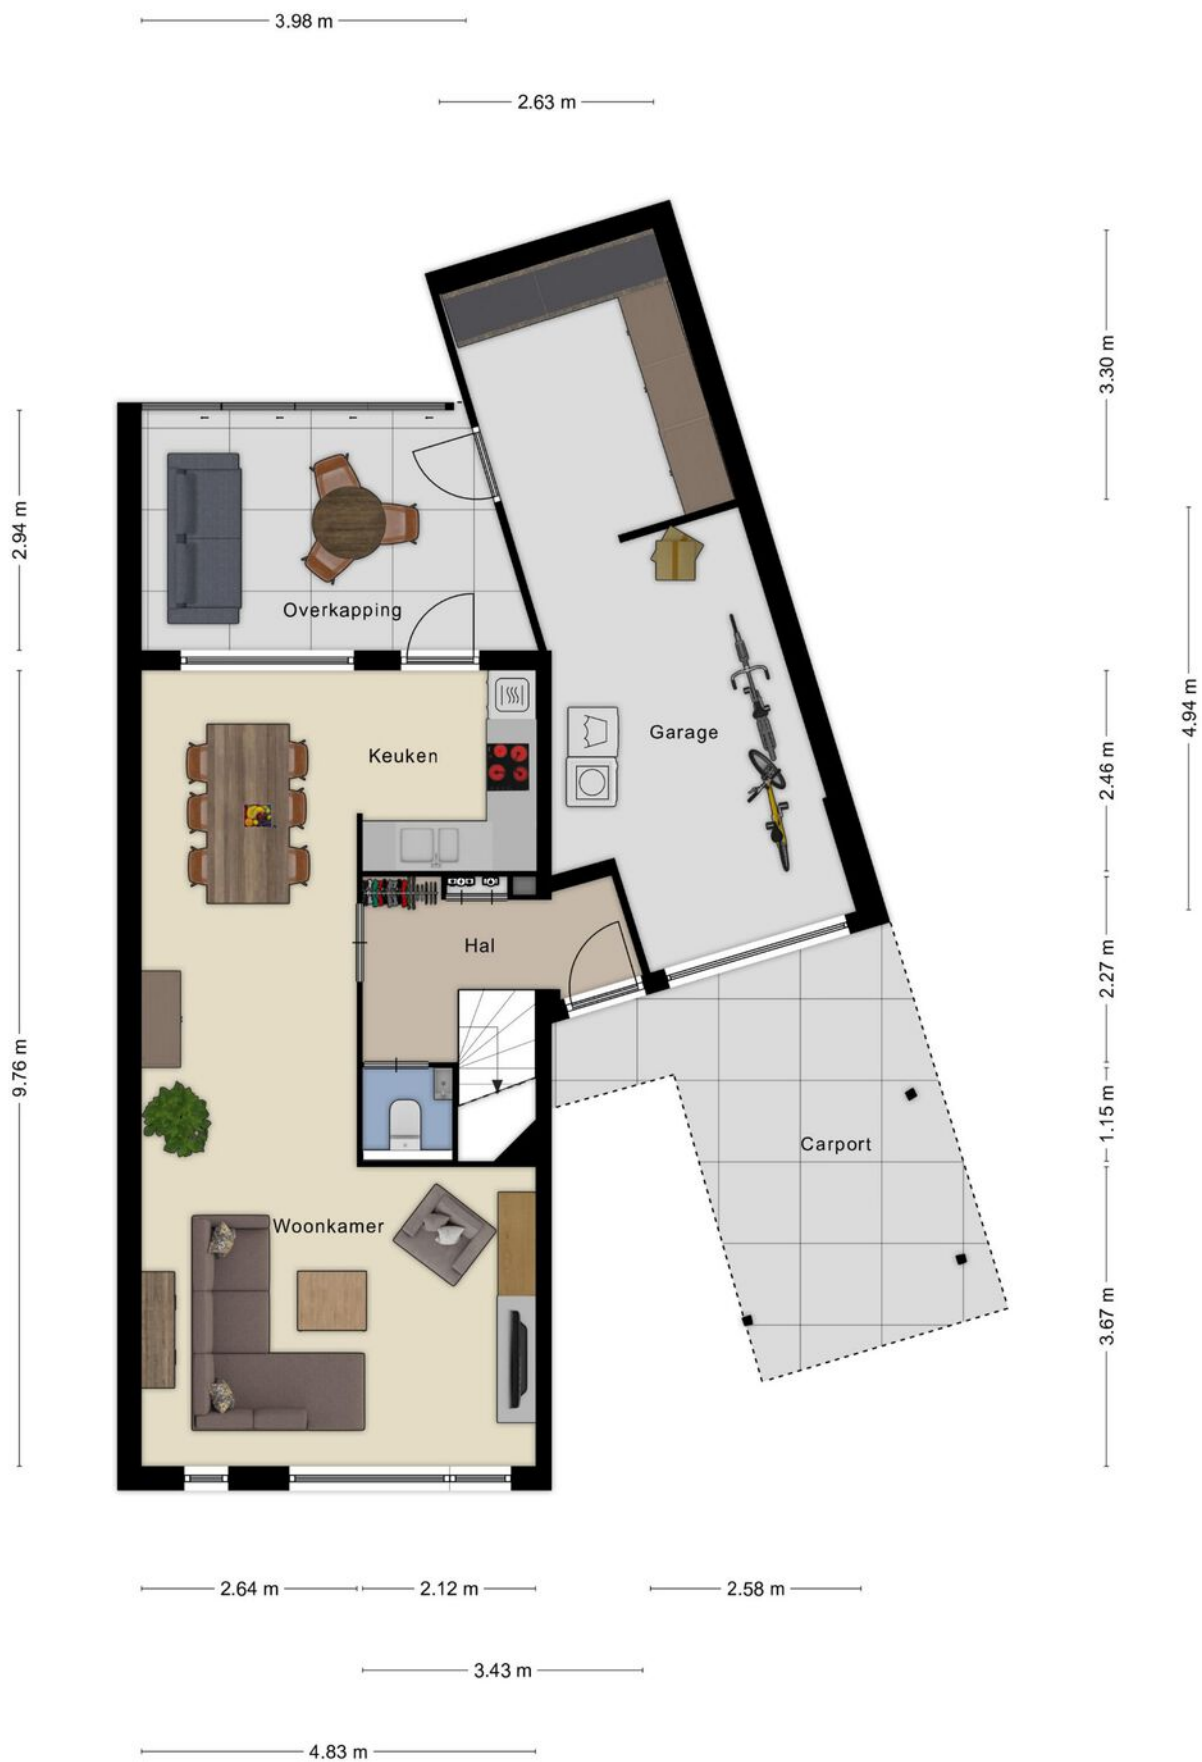 3.98 m
2.63 m
3.30 m
2.94 m
Overkapping
4.94 m
Garage
Keuken
2.46 m
Hal
2.27 m
9.76 m
1.15 m
Carport
Woonkamer
3.67 m
2.64 m
2.12 m
2.58 m
3.43 m
4.83 m